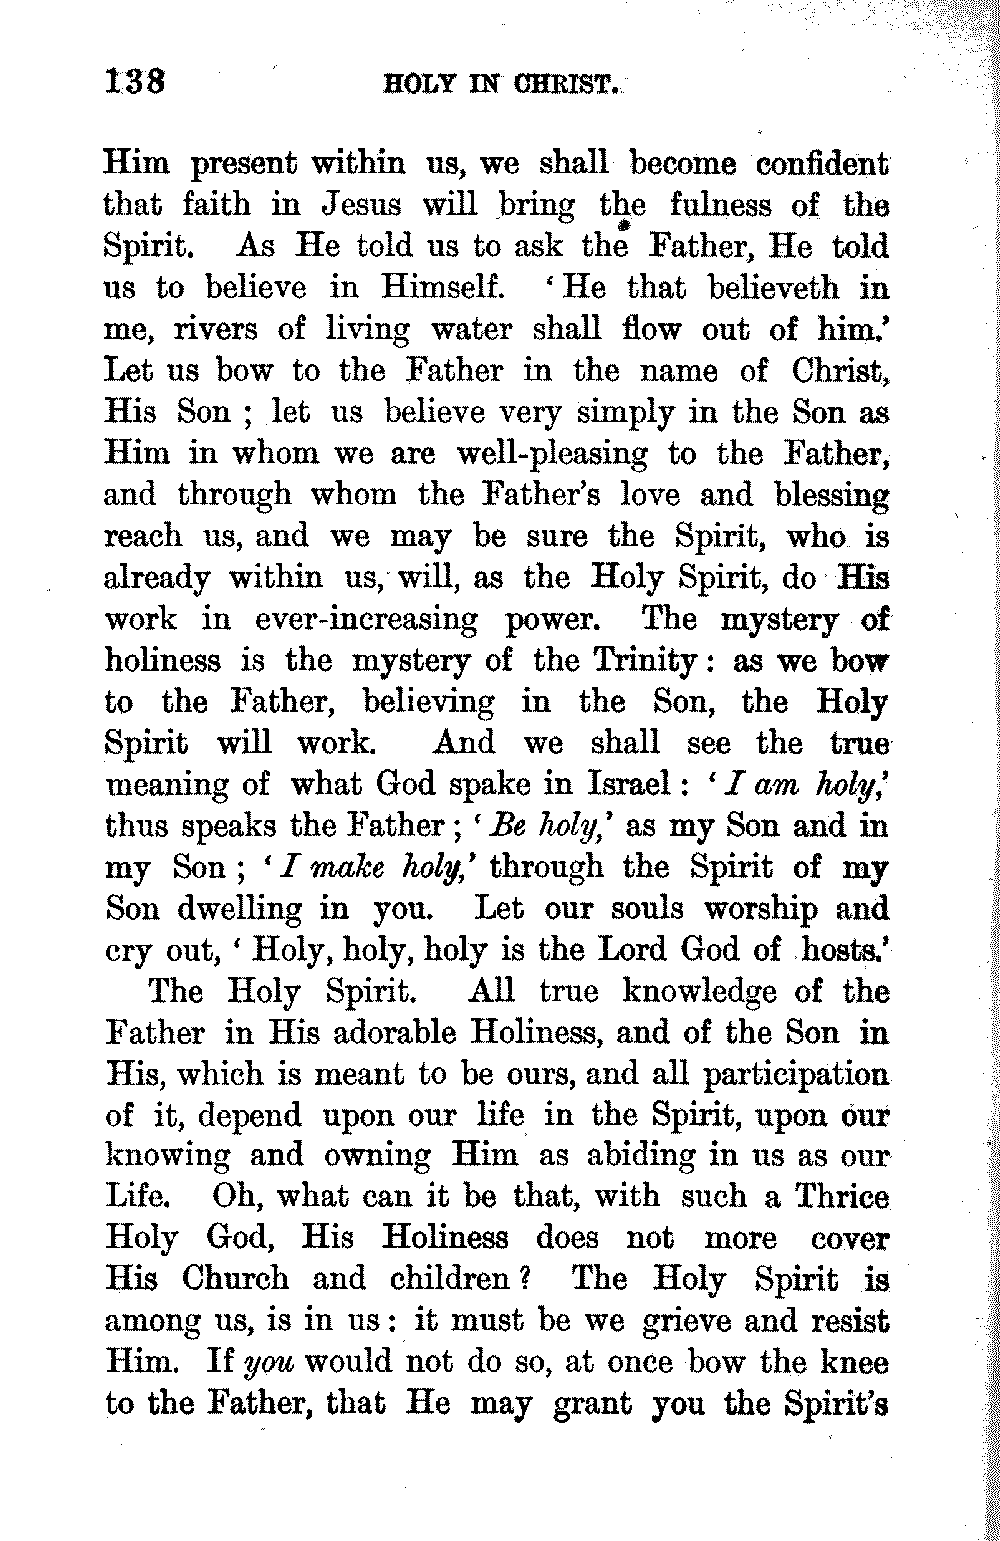 138 HOLY IN CHRIST.
Him present within us, we shall become confident
that faith in Jesus will bring the fulness of the
Spirit. As He told us to ask the Father, He told
us to believe in Himself. ‘He that believeth in
me, rivers of living water shall flow out of him.’
Let us bow to the Father in the name of Christ,
His Son ; let us believe very simply in the Son as
Him in whom we are well-pleasing to the Father,
and through whom the Father’s love and blessing
reach us, and we may be sure the Spirit, who is
already within us, will, as the Holy Spirit, do His
work in ever-increasing power. The mystery of
holiness is the mystery of the Trinity : as we bow
to the Father, believing in the Son, the Holy
Spirit will work. And we shall see the true
meaning of what God spake in Israel : ‘I am holy,’
thus speaks the Father ; ‘Be holy,’ as my Son and in
my Son ; ‘I make holy,’ through the Spirit of my
Son dwelling in you. Let our souls worship and
cry out, ‘Holy, holy, holy is the Lord God of hosts.’
The Holy Spirit. All true knowledge of the
Father in His adorable Holiness, and of the Son in
His, which is meant to be ours, and all participation
of it, depend upon our life in the Spirit, upon our
knowing and owning Him as abiding in us as our
Life. Oh, what can it be that, with such a Thrice
Holy God, His Holiness does not more cover
His Church and children ? The Holy Spirit is
among us, is in us : it must be we grieve and resist
Him. If you would not do so, at once bow the knee
to the Father, that He may grant you the Spirit’s